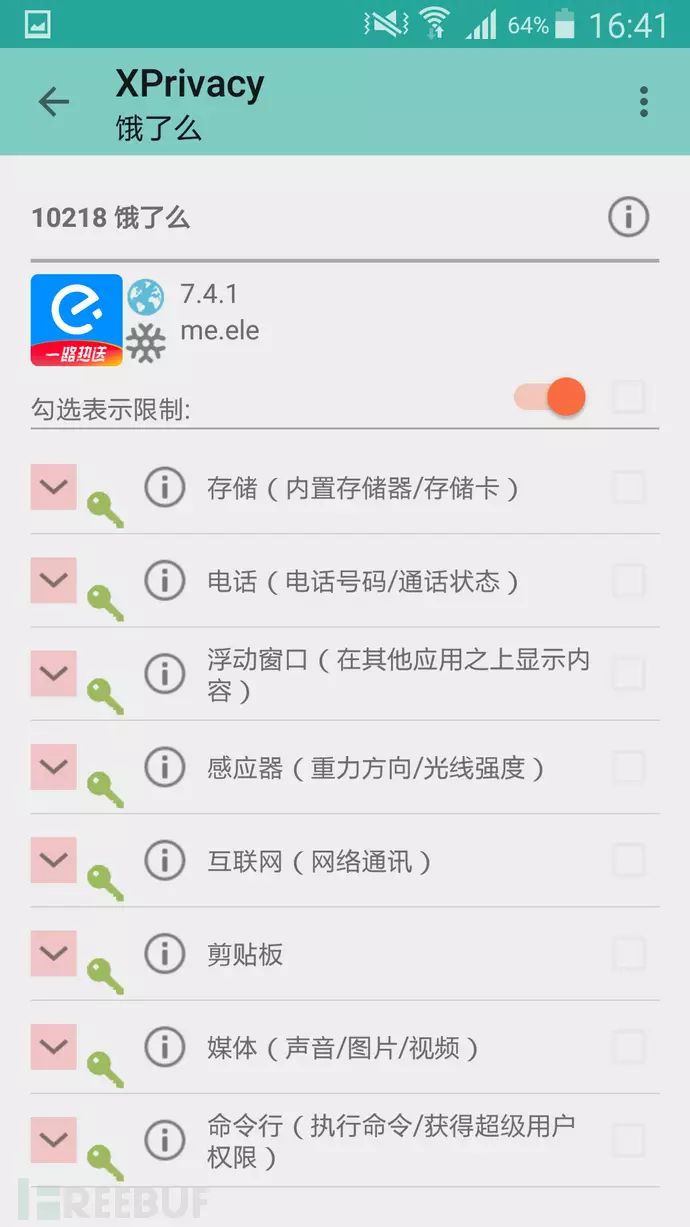 64% 16:41
XPrivacy
饿了么
10218 饿了么
7.4.1
me.ele
一路热送
勾选表示限制:
存储（内置存储器/存储卡）
电话（电话号码/通话状态）
浮动窗口（在其他应用之上显示内
容）
感应器（重力方向/光线强度）
互联网（网络通讯）
剪贴板
媒体（声音/图片/视频）
命令行（执行命令/获得超级用户
权限）
FREEBUF